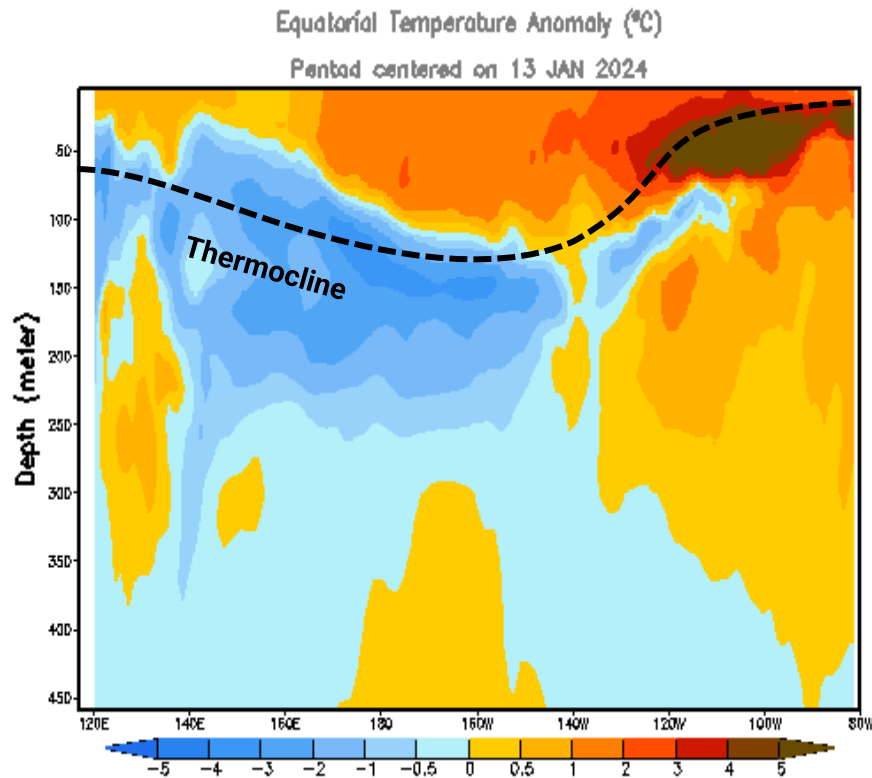 Equatorial Temperature Anomaly (°C)
Pentad centered on 13 JAN 2024
Thermocline
Depth (meter)
50
100
150
200
250
300
350
400
450
120E 140E 160E 180 160W 140W 120W 100W 80W
-5 -4 -3 -2 -1 -0.5 0 0.5 1 2 3 4 5